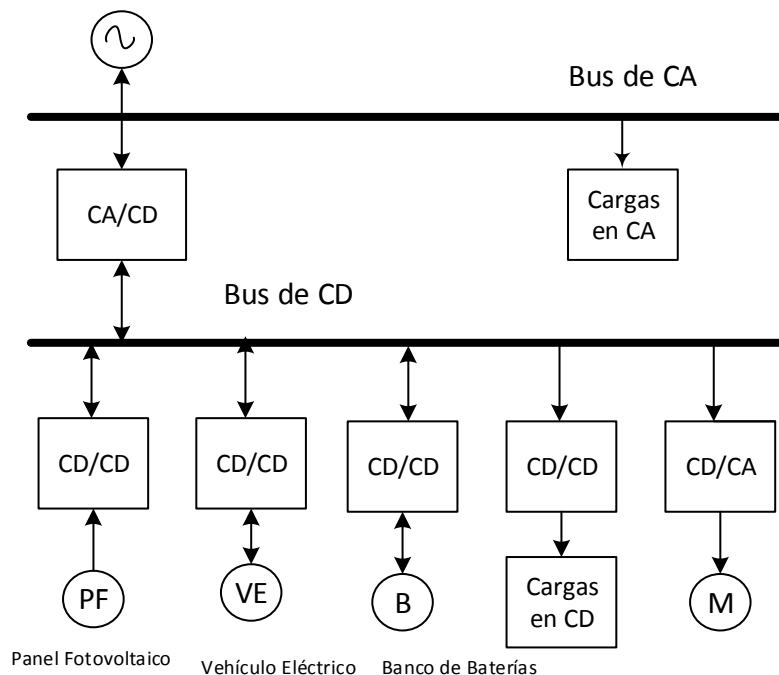 Bus de CA
CA/CD
Cargas
en CA
Bus de CD
CD/CD
CD/CD
CD/CD
CD/CD
CD/CA
PF
VE
B
Cargas
en CD
M
Panel Fotovoltaico
Vehículo Eléctrico
Banco de Baterías